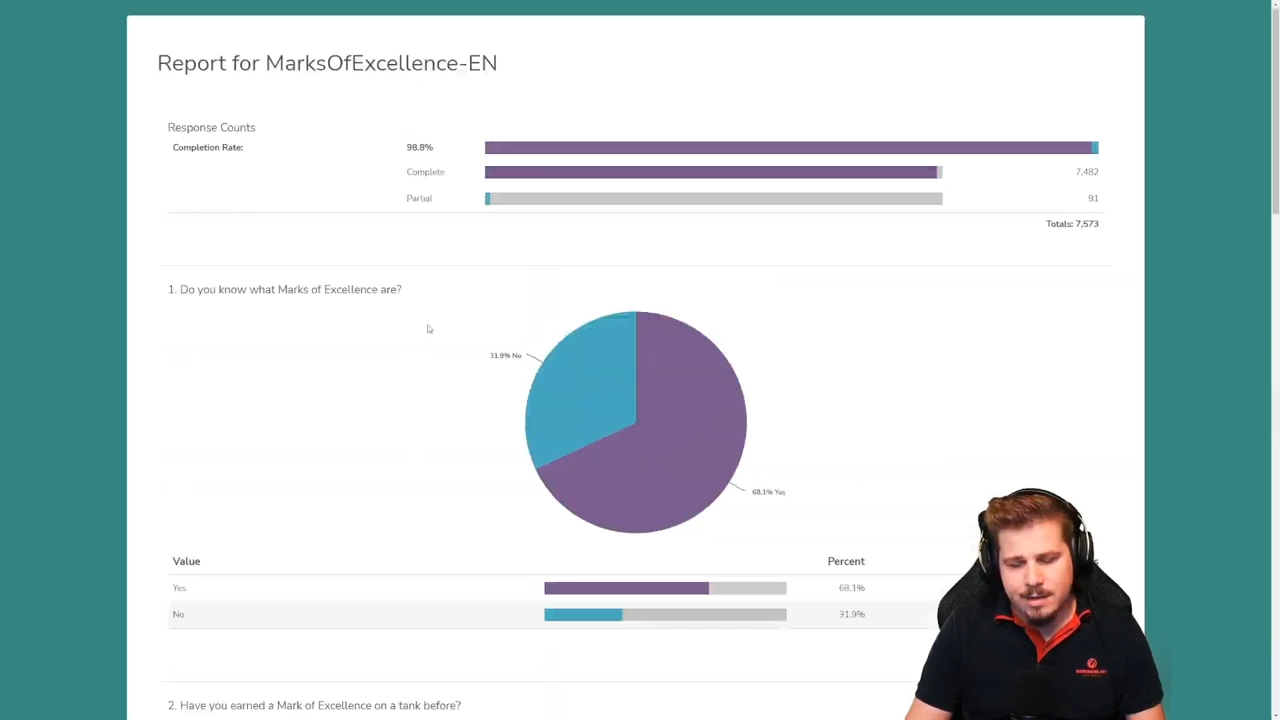 Report for MarksOfExcellence-EN
Response Counts
Completion Rate: 98.8%
Complete 7,482
Partial 91
Totals: 7,573
1. Do you know what Marks of Excellence are?
31.9% No
68.1% Yes
Value Percent
Yes 68.1%
No 31.9%
2. Have you earned a Mark of Excellence on a tank before?